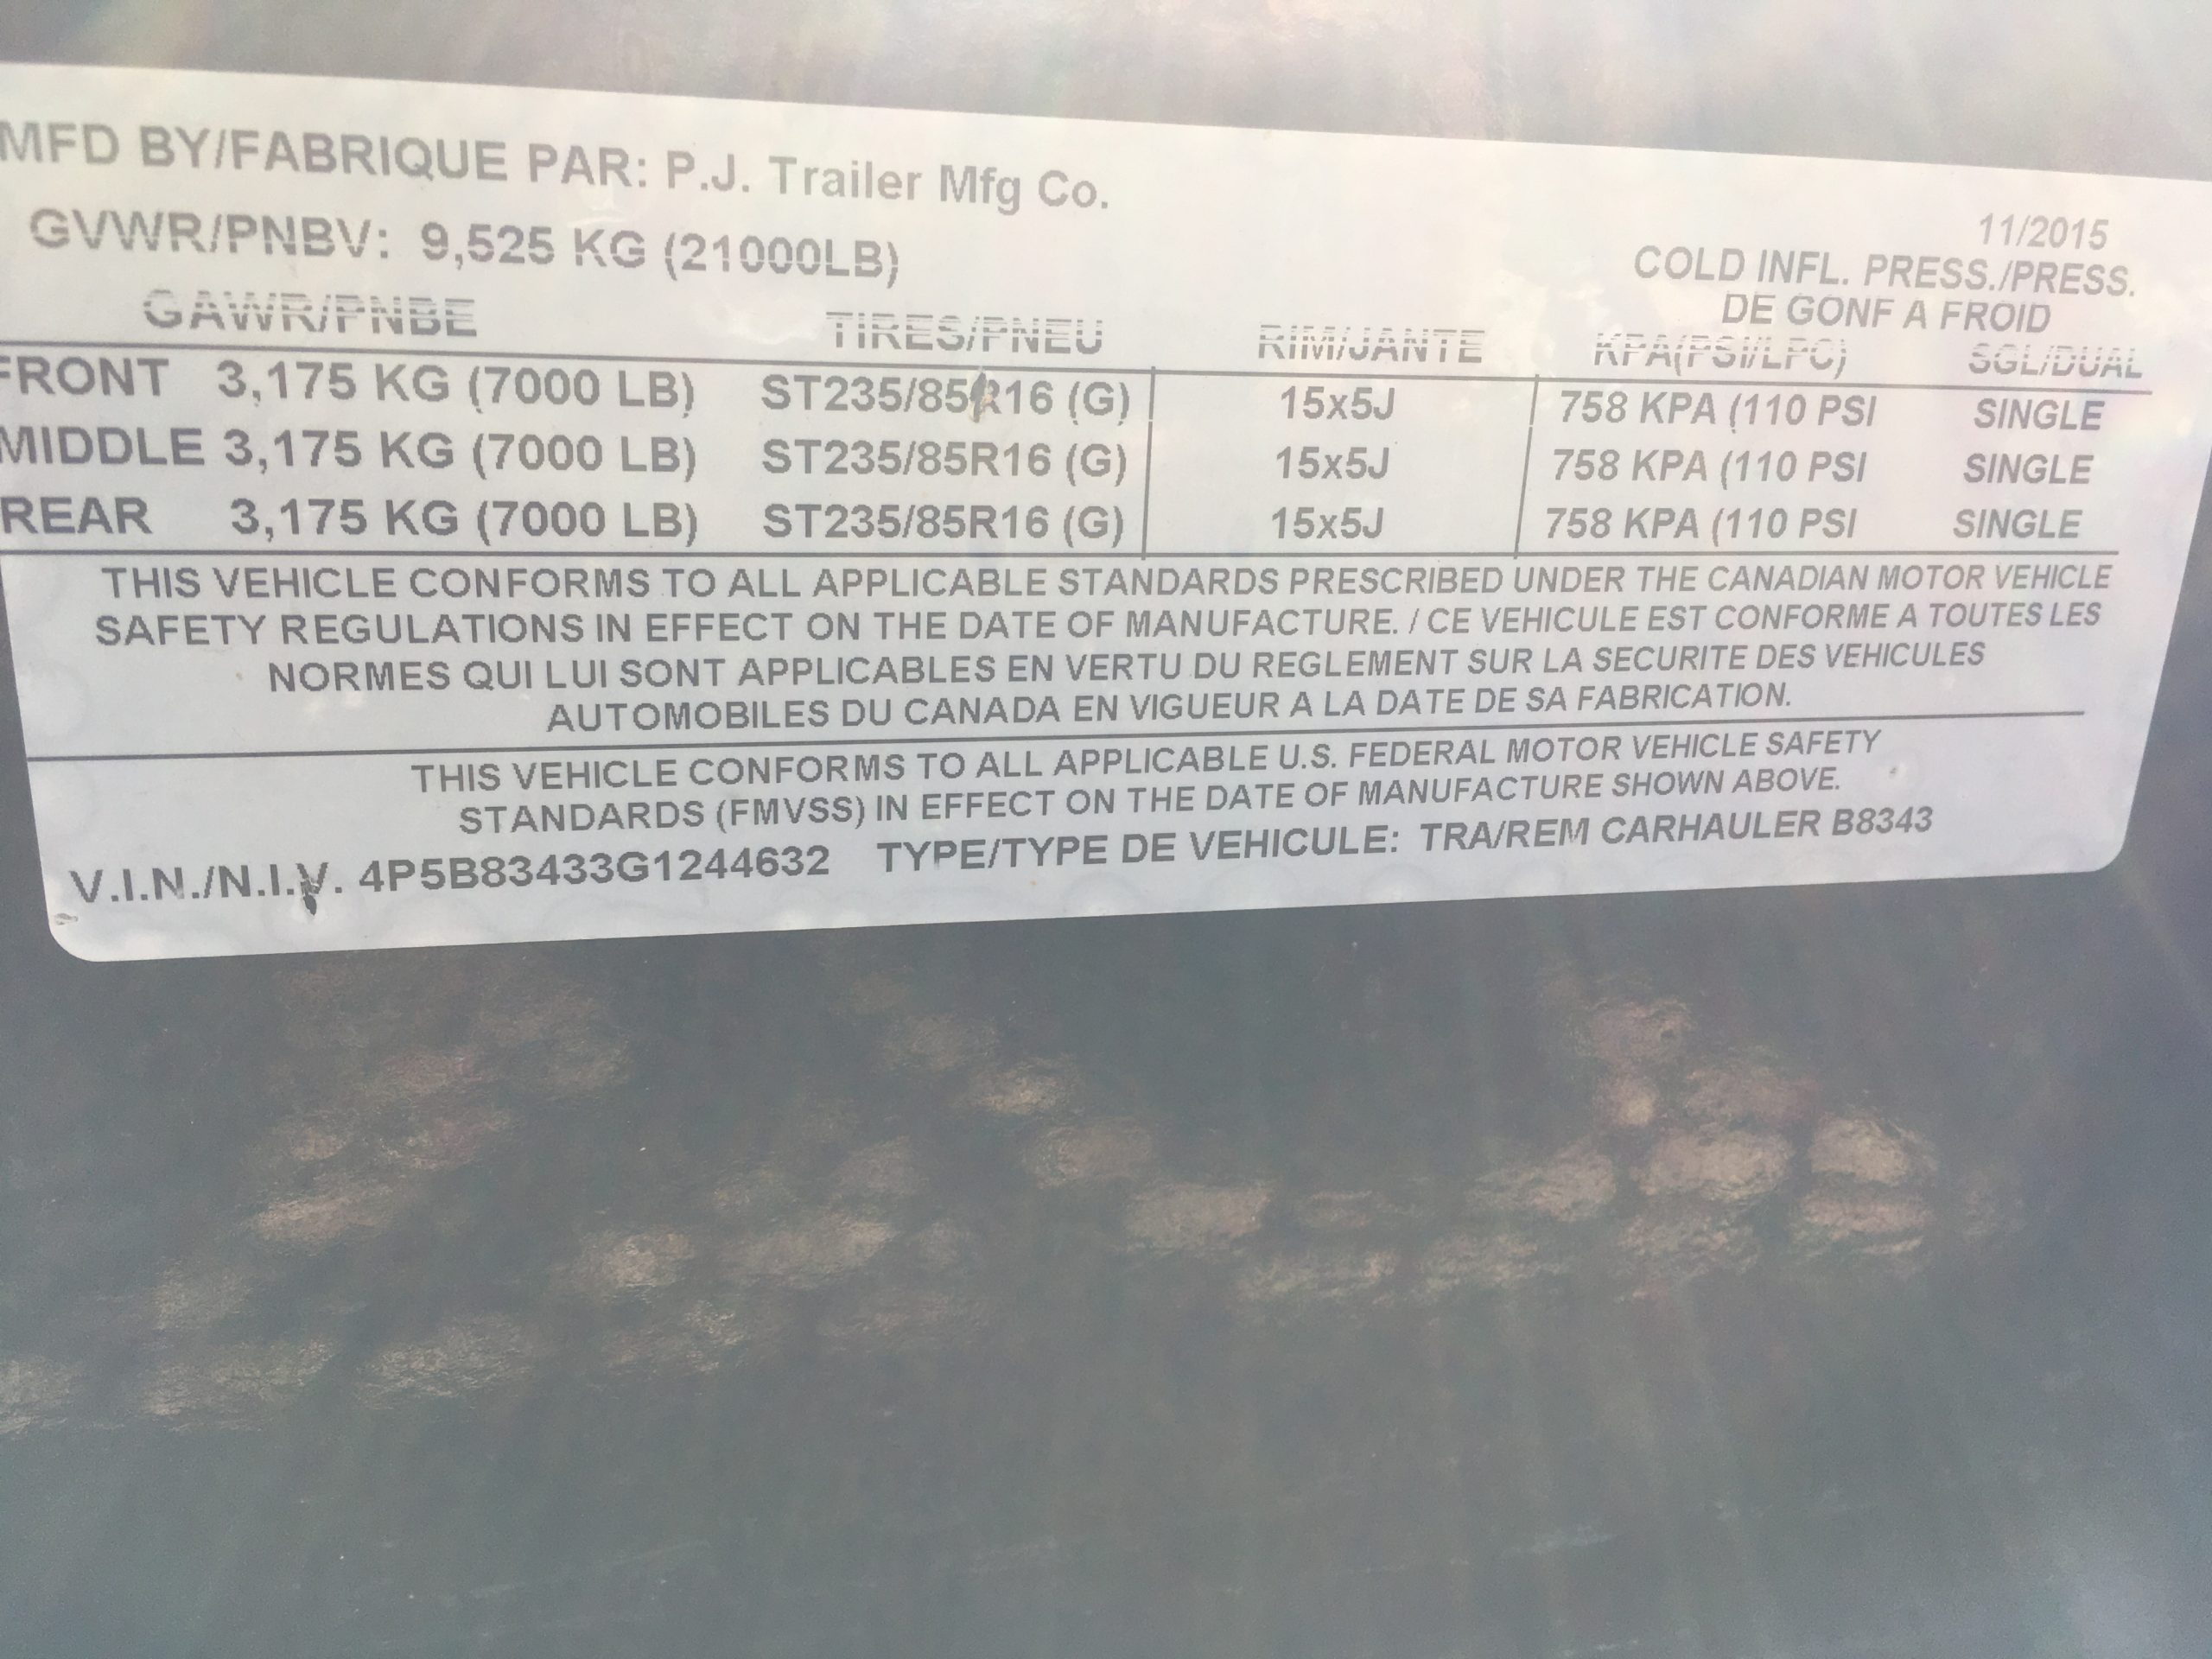 MFD BY/FABRIQUE PAR: P.J. Trailer Mfg Co.
GVWR/PNBV: 9,525 KG (21000LB)
11/2015
COLD INFL. PRESS./PRESS.
DE GONF A FROID
GAWR/PNBE TIRES/PNEU RIM/JANTE KPA(PSI/LPC) SGL/DUAL
FRONT 3,175 KG (7000 LB) ST235/85R16 (G) 15x5J 758 KPA (110 PSI SINGLE
MIDDLE 3,175 KG (7000 LB) ST235/85R16 (G) 15x5J 758 KPA (110 PSI SINGLE
REAR 3,175 KG (7000 LB) ST235/85R16 (G) 15x5J 758 KPA (110 PSI SINGLE
THIS VEHICLE CONFORMS TO ALL APPLICABLE STANDARDS PRESCRIBED UNDER THE CANADIAN MOTOR VEHICLE
SAFETY REGULATIONS IN EFFECT ON THE DATE OF MANUFACTURE. / CE VEHICULE EST CONFORME A TOUTES LES
NORMES QUI LUI SONT APPLICABLES EN VERTU DU REGLEMENT SUR LA SECURITE DES VEHICULES
AUTOMOBILES DU CANADA EN VIGUEUR A LA DATE DE SA FABRICATION.
THIS VEHICLE CONFORMS TO ALL APPLICABLE U.S. FEDERAL MOTOR VEHICLE SAFETY
STANDARDS (FMVSS) IN EFFECT ON THE DATE OF MANUFACTURE SHOWN ABOVE.
V.I.N./N.I.V. 4P5B83433G1244632 TYPE/TYPE DE VEHICULE: TRA/REM CARHAULER B8343